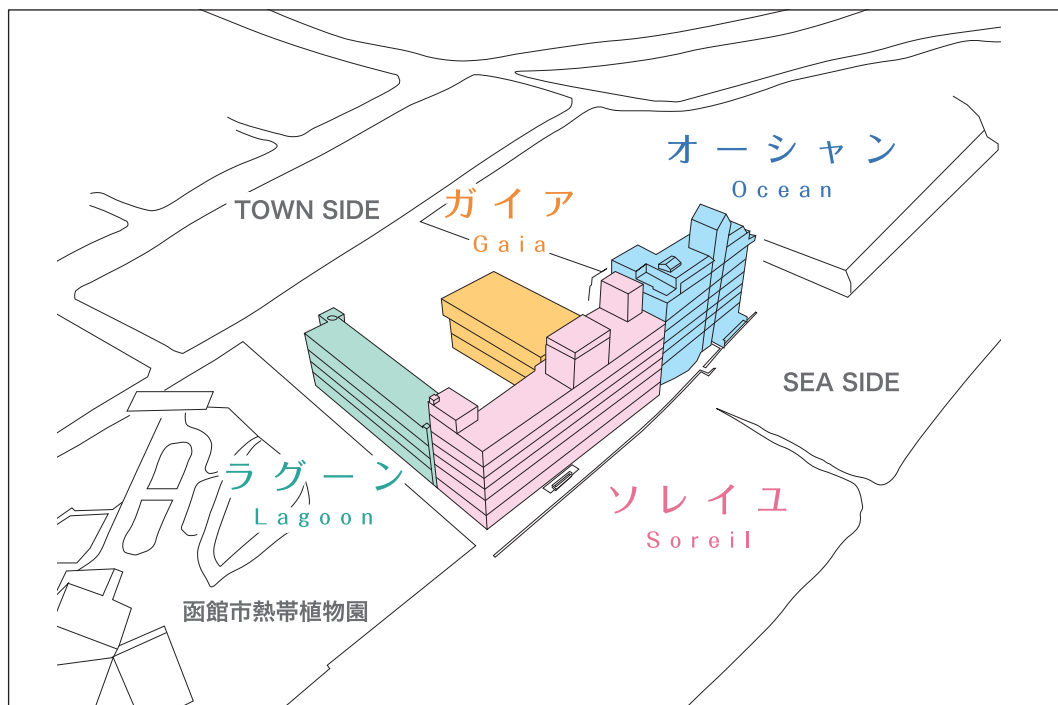 オーシャン
Ocean
TOWN SIDE
ガイア
Gaia
SEA SIDE
ラグーン
Lagoon
ソレイユ
Soreil
函館市熱帯植物園